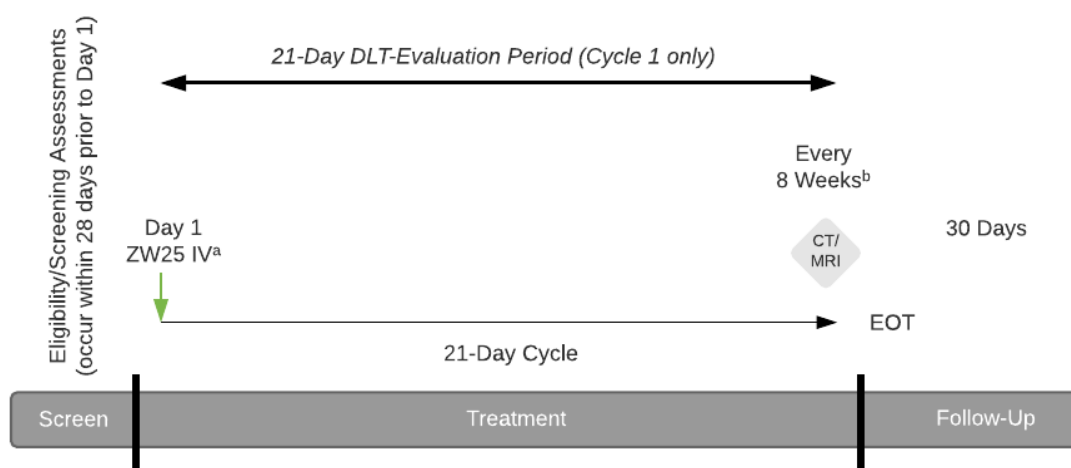 Eligibility/Screening Assessments
(occur within 28 days prior to Day 1)
21-Day DLT-Evaluation Period (Cycle 1 only)
Every
8 Weeksᵇ
Day 1
ZW25 IVᵃ
CT/
MRI
30 Days
EOT
21-Day Cycle
Screen
Treatment
Follow-Up